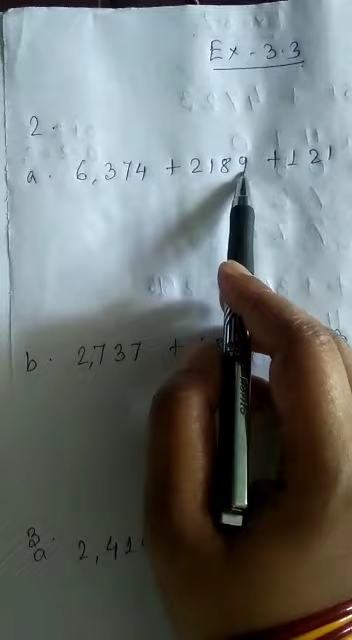 Ex - 3.3
2.
a. 6,374 + 2189 + 121
b. 2,737 +
3.
a. 2,41